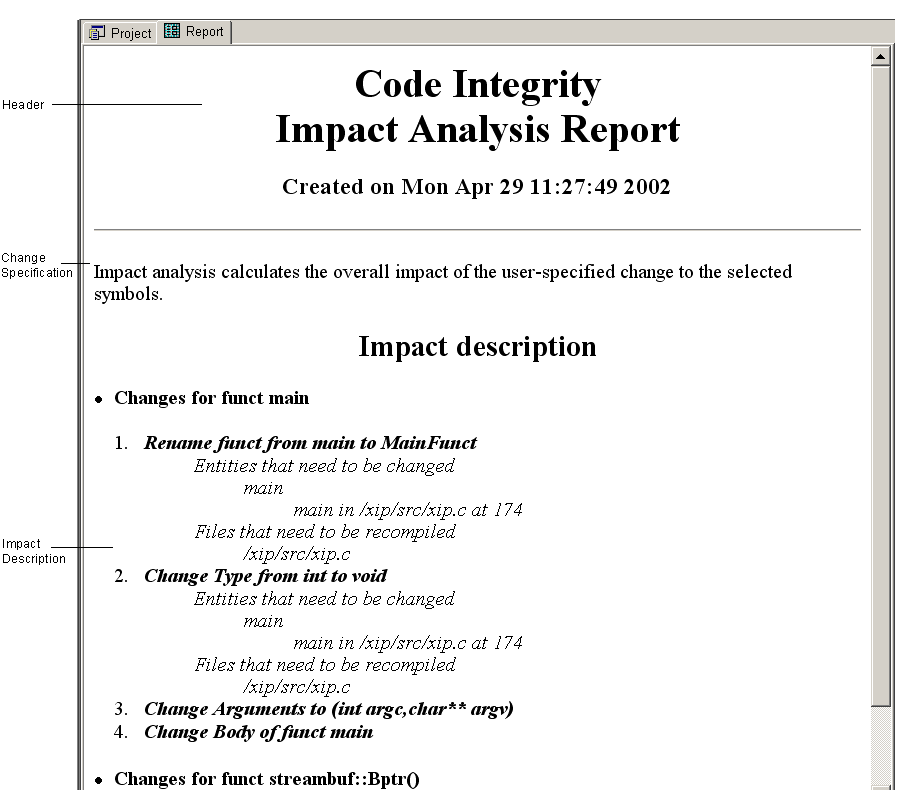 Project Report
Header
Code Integrity
Impact Analysis Report
Created on Mon Apr 29 11:27:49 2002
Change
Specification
Impact analysis calculates the overall impact of the user-specified change to the selected
symbols.
Impact description
• Changes for funct main
1. Rename funct from main to MainFunct
Entities that need to be changed
main
main in /xip/src/xip.c at 174
Files that need to be recompiled
/xip/src/xip.c
Impact
Description
2. Change Type from int to void
Entities that need to be changed
main
main in /xip/src/xip.c at 174
Files that need to be recompiled
/xip/src/xip.c
3. Change Arguments to (int argc,char** argv)
4. Change Body of funct main
• Changes for funct streambuf::Bptr()